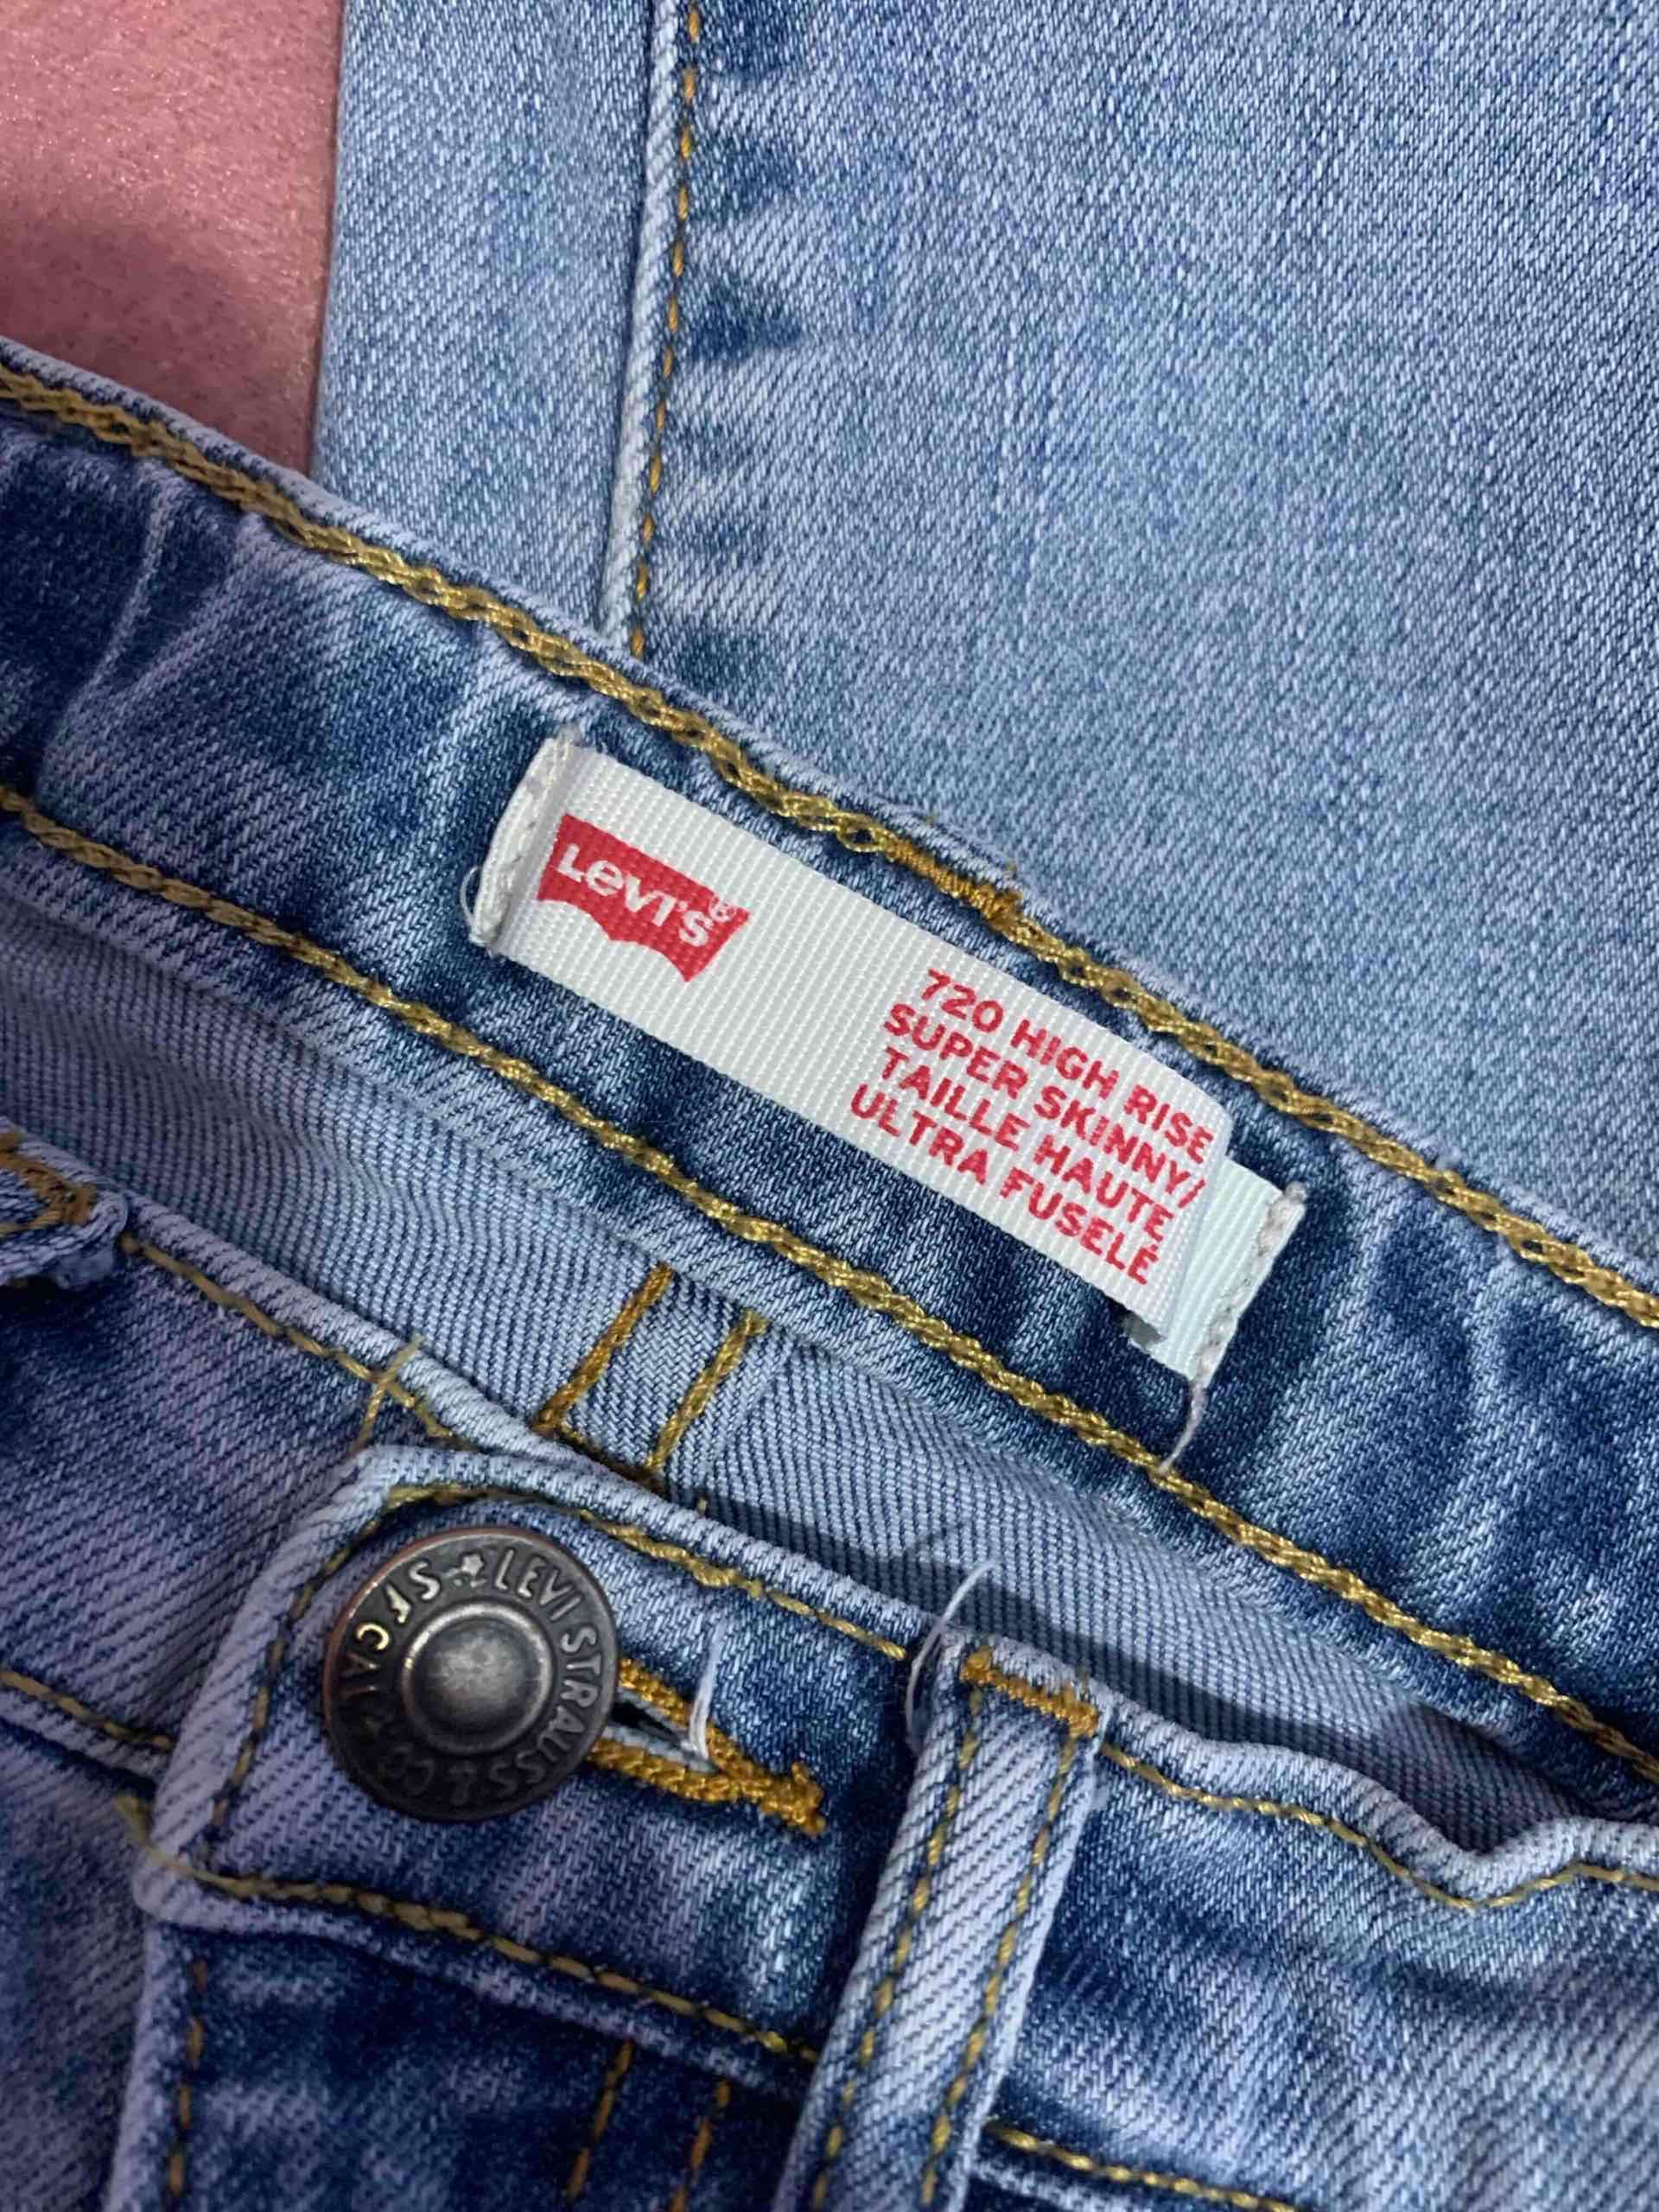 LEVI'S®
720 HIGH RISE
SUPER SKINNY/
TAILLE HAUTE
ULTRA FUSELÉ
LEVI STRAUSS & CO
S F CAL